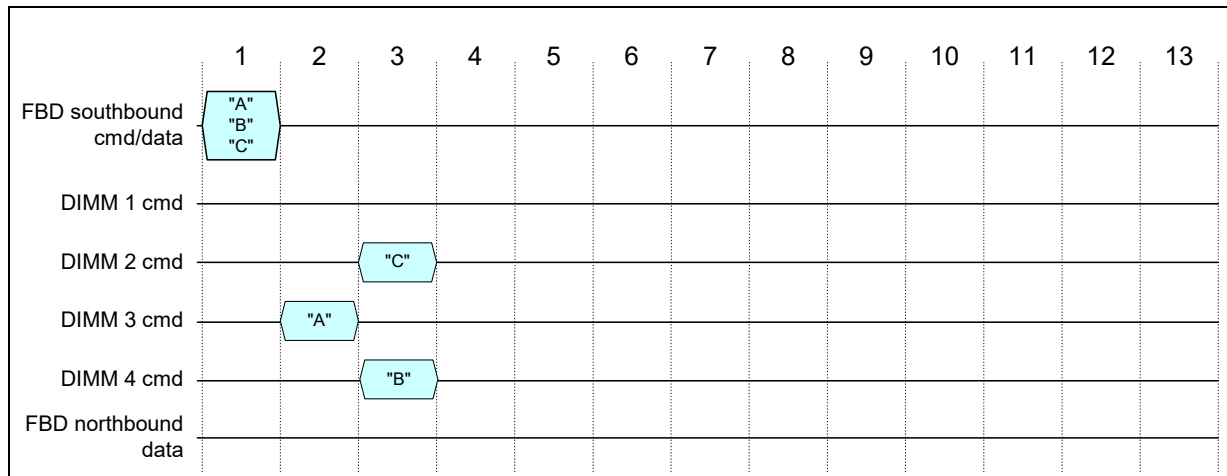 1 2 3 4 5 6 7 8 9 10 11 12 13
FBD southbound
cmd/data
"A"
"B"
"C"
DIMM 1 cmd
DIMM 2 cmd
"C"
DIMM 3 cmd
"A"
DIMM 4 cmd
"B"
FBD northbound
data